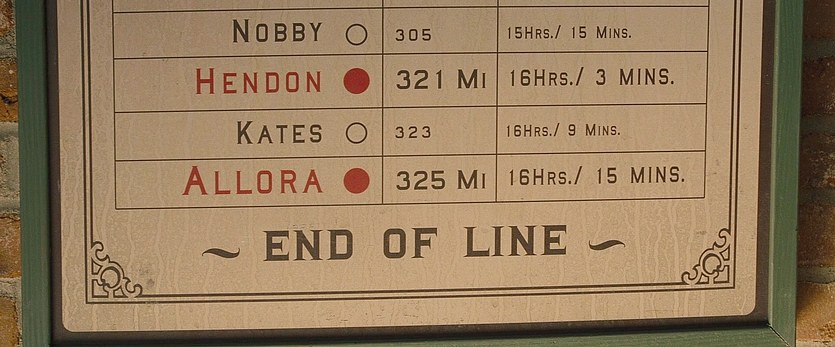 NOBBY 305 15HRS./ 15 MINS.
HENDON 321 MI 16HRS./ 3 MINS.
KATES 323 16HRS./ 9 MINS.
ALLORA 325 MI 16HRS./ 15 MINS.
~ END OF LINE ~